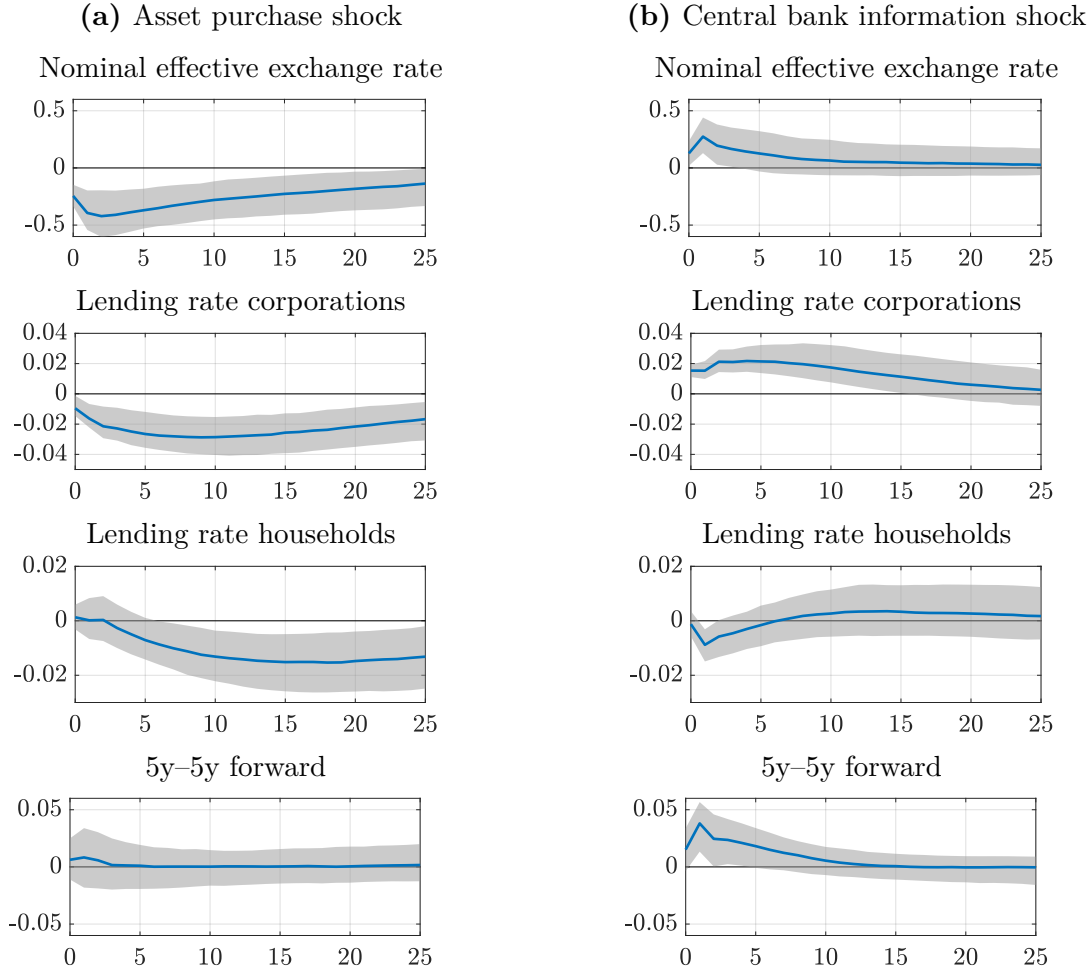 (a) Asset purchase shock
Nominal effective exchange rate
0.5
0
-0.5
0 5 10 15 20 25
Lending rate corporations
0.04
0.02
0
-0.02
-0.04
0 5 10 15 20 25
Lending rate households
0.02
0
-0.02
0 5 10 15 20 25
5y–5y forward
0.05
0
-0.05
0 5 10 15 20 25
(b) Central bank information shock
Nominal effective exchange rate
0.5
0
-0.5
0 5 10 15 20 25
Lending rate corporations
0.04
0.02
0
-0.02
-0.04
0 5 10 15 20 25
Lending rate households
0.02
0
-0.02
0 5 10 15 20 25
5y–5y forward
0.05
0
-0.05
0 5 10 15 20 25